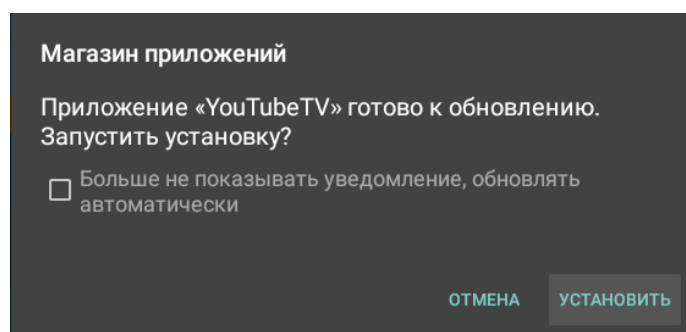 Магазин приложений
Приложение «YouTubeTV» готово к обновлению.
Запустить установку?
Больше не показывать уведомление, обновлять
автоматически
ОТМЕНА
УСТАНОВИТЬ